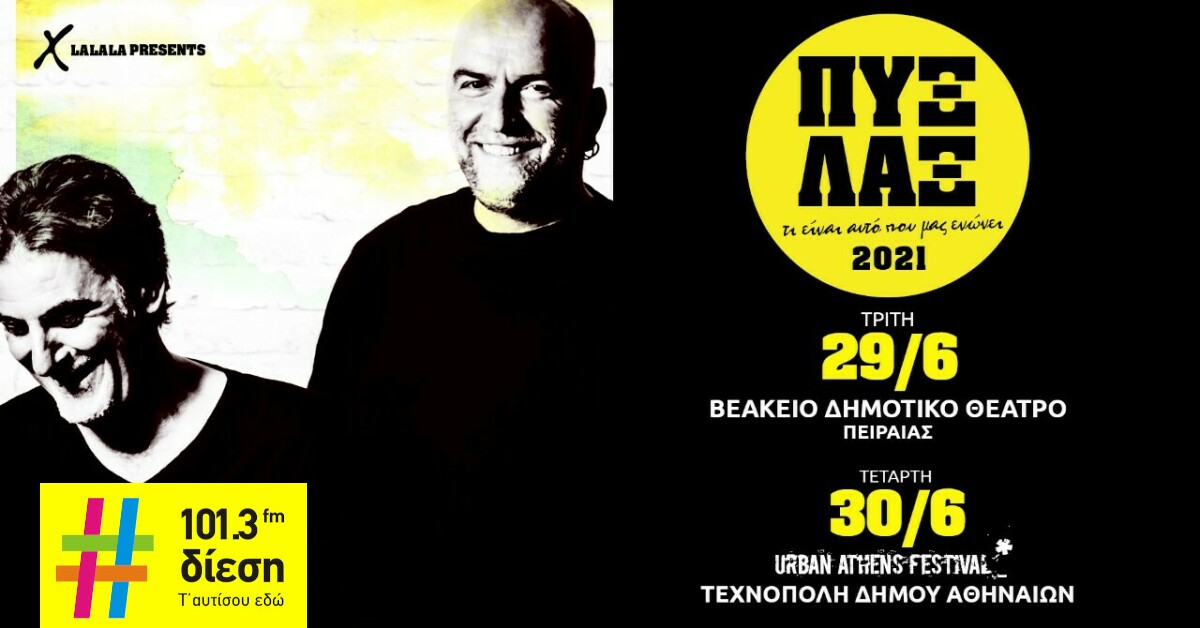 X LALALA PRESENTS
ΠΥΞ
ΛΑΞ
τι είναι αυτό που μας ενώνει
2021
ΤΡΙΤΗ
29/6
ΒΕΑΚΕΙΟ ΔΗΜΟΤΙΚΟ ΘΕΑΤΡΟ
ΠΕΙΡΑΙΑΣ
ΤΕΤΑΡΤΗ
30/6
URBAN ATHENS FESTIVAL
ΤΕΧΝΟΠΟΛΗ ΔΗΜΟΥ ΑΘΗΝΑΙΩΝ
101.3 fm
δίεση
Τ΄αυτίσου εδώ